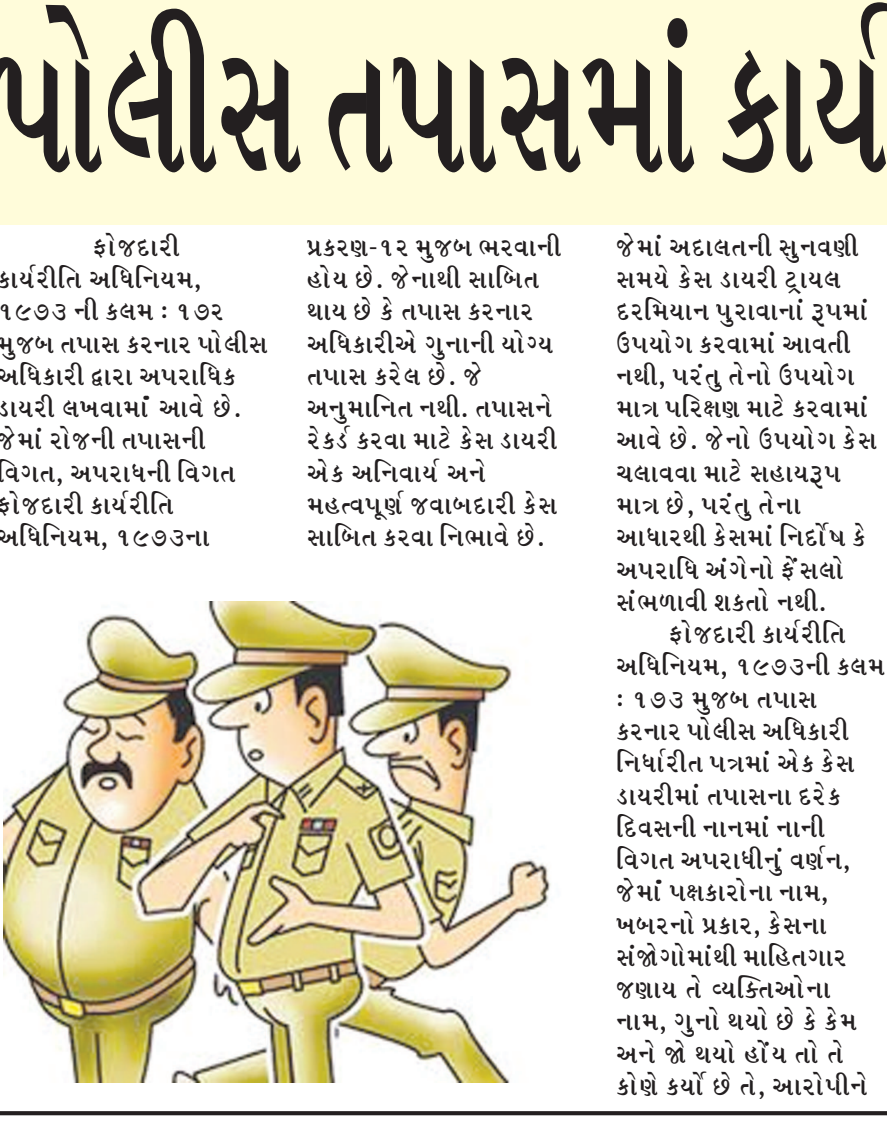 પોલીસ તપાસમાં કાર્ય
ફોજદારી
કાર્યરીતિ અધિનિયમ,
૧૯૭૩ ની કલમ : ૧૭૨
મુજબ તપાસ કરનાર પોલીસ
અધિકારી દ્વારા અપરાધિક
ડાયરી લખવામાં આવે છે.
જેમાં રોજની તપાસની
વિગત, અપરાધની વિગત
ફોજદારી કાર્યરીતિ
અધિનિયમ, ૧૯૭૩ના
પ્રકરણ-૧૨ મુજબ ભરવાની
હોય છે. જેનાથી સાબિત
થાય છે કે તપાસ કરનાર
અધિકારીએ ગુનાની યોગ્ય
તપાસ કરેલ છે. જે
અનુમાનિત નથી. તપાસને
રેકર્ડ કરવા માટે કેસ ડાયરી
એક અનિવાર્ય અને
મહત્વપૂર્ણ જવાબદારી કેસ
સાબિત કરવા નિભાવે છે.
જેમાં અદાલતની સુનવણી
સમયે કેસ ડાયરી ટ્રાયલ
દરમિયાન પુરાવાનાં રૂપમાં
ઉપયોગ કરવામાં આવતી
નથી, પરંતુ તેનો ઉપયોગ
માત્ર પરિક્ષણ માટે કરવામાં
આવે છે. જેનો ઉપયોગ કેસ
ચલાવવા માટે સહાયરૂપ
માત્ર છે, પરંતુ તેના
આધારથી કેસમાં નિર્દોષ કે
અપરાધિ અંગેનો ફેંસલો
સંભળાવી શકતો નથી.
ફોજદારી કાર્યરીતિ
અધિનિયમ, ૧૯૭૩ની કલમ
: ૧૭૩ મુજબ તપાસ
કરનાર પોલીસ અધિકારી
નિર્ધારીત પત્રમાં એક કેસ
ડાયરીમાં તપાસના દરેક
દિવસની નાનમાં નાની
વિગત અપરાધીનું વર્ણન,
જેમાં પક્ષકારોના નામ,
ખબરનો પ્રકાર, કેસના
સંજોગોમાંથી માહિતગાર
જણાય તે વ્યક્તિઓના
નામ, ગુનો થયો છે કે કેમ
અને જો થયો હોંય તો તે
કોણે કર્યો છે તે, આરોપીને